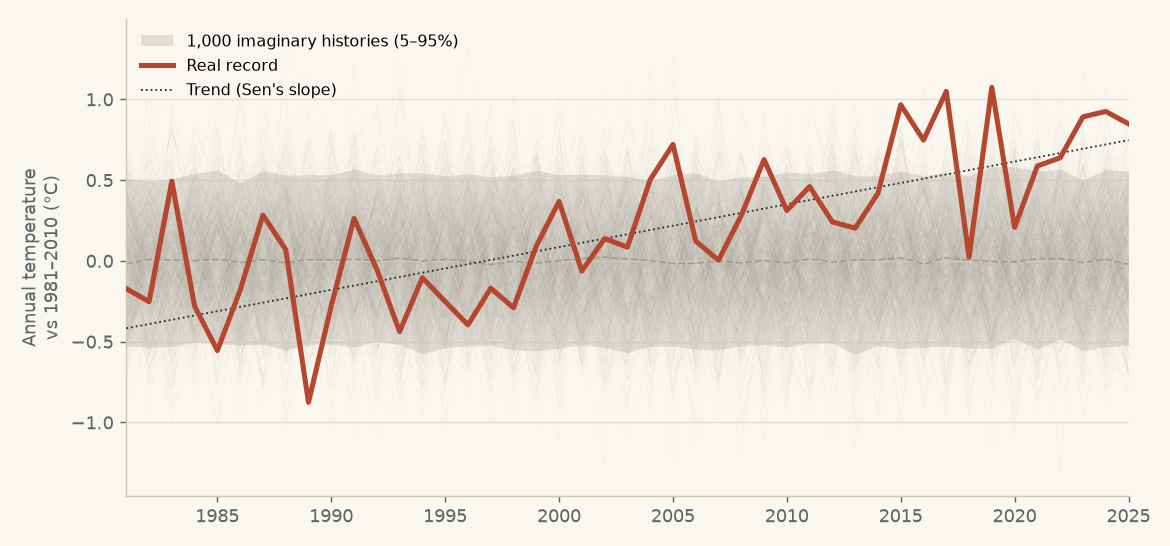 1,000 imaginary histories (5–95%)
Real record
Trend (Sen's slope)
Annual temperature
vs 1981–2010 (°C)
1.0
0.5
0.0
−0.5
−1.0
1985 1990 1995 2000 2005 2010 2015 2020 2025